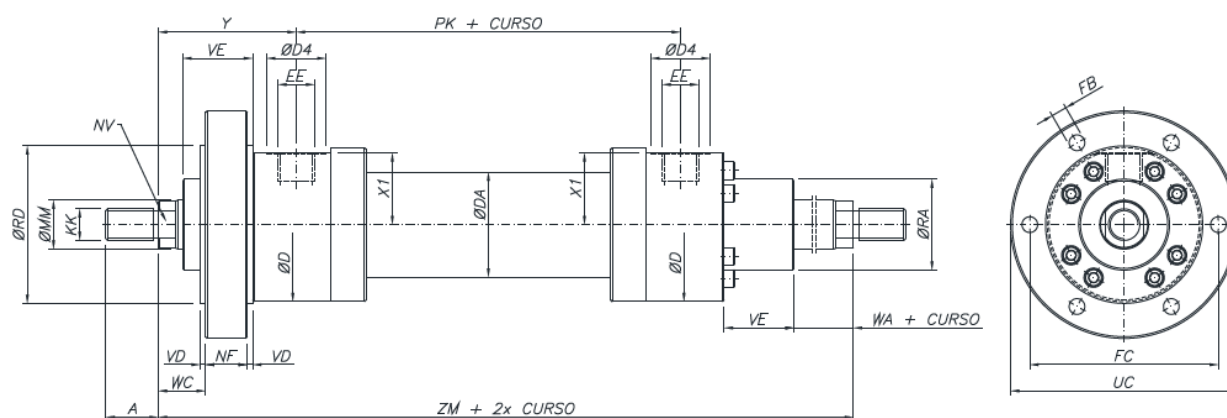 Y
PK + CURSO
VE
ØD4
ØD4
EE
EE
FB
NV
X1
X1
ØRD
ØMM
KK
ØD
ØDA
ØD
ØRA
VE
WA + CURSO
VD
NF
VD
WC
FC
A
ZM + 2x CURSO
UC